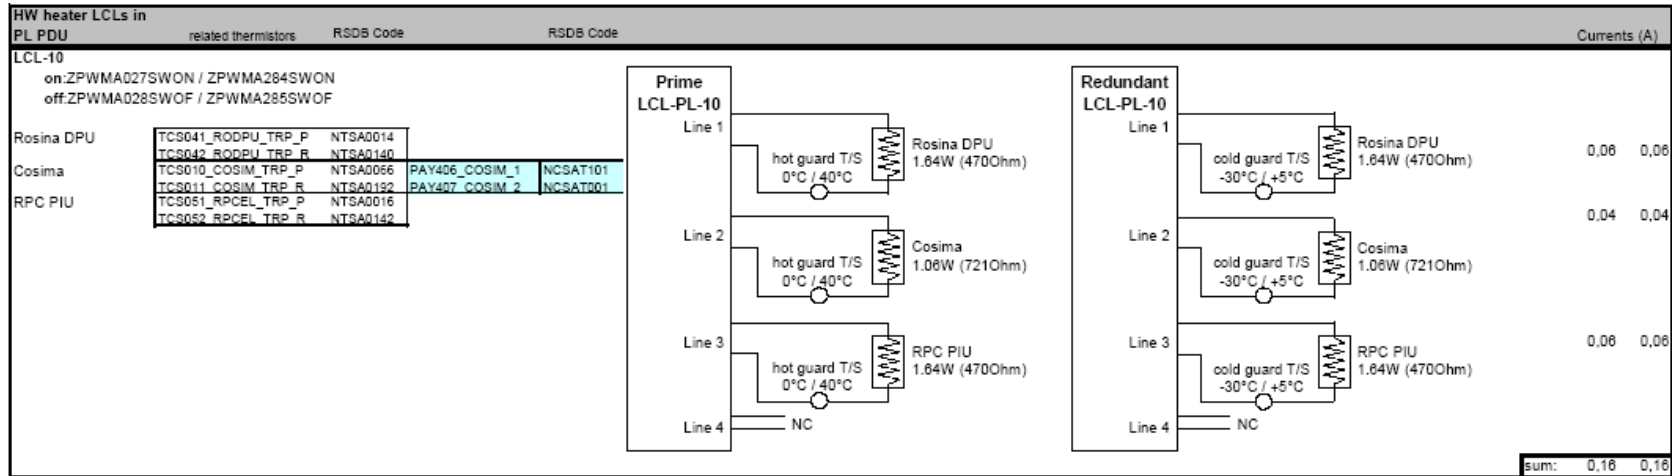 HW heater LCLs in
PL PDU related thermistors RSDB Code RSDB Code Currents (A)
LCL-10
on:ZPWMA027SWON / ZPWMA284SWON
off:ZPWMA028SWOF / ZPWMA285SWOF
Rosina DPU TCS041_RODPU_TRP_P NTSA0014
TCS042_RODPU_TRP_R NTSA0140
Cosima TCS010_COSIM_TRP_P NTSA0066 PAY406_COSIM_1 NCSAT101
TCS011_COSIM_TRP_R NTSA0192 PAY407_COSIM_2 NCSAT001
RPC PIU TCS051_RPCEL_TRP_P NTSA0016
TCS052_RPCEL_TRP_R NTSA0142
Prime
LCL-PL-10
Line 1
hot guard T/S
0°C / 40°C
Rosina DPU
1.64W (470Ohm)
Line 2
hot guard T/S
0°C / 40°C
Cosima
1.06W (721Ohm)
Line 3
hot guard T/S
0°C / 40°C
RPC PIU
1.64W (470Ohm)
Line 4 NC
Redundant
LCL-PL-10
Line 1
cold guard T/S
-30°C / +5°C
Rosina DPU
1.64W (470Ohm)
Line 2
cold guard T/S
-30°C / +5°C
Cosima
1.06W (721Ohm)
Line 3
cold guard T/S
-30°C / +5°C
RPC PIU
1.64W (470Ohm)
Line 4 NC
0,06 0,06
0,04 0,04
0,06 0,06
sum: 0,16 0,16